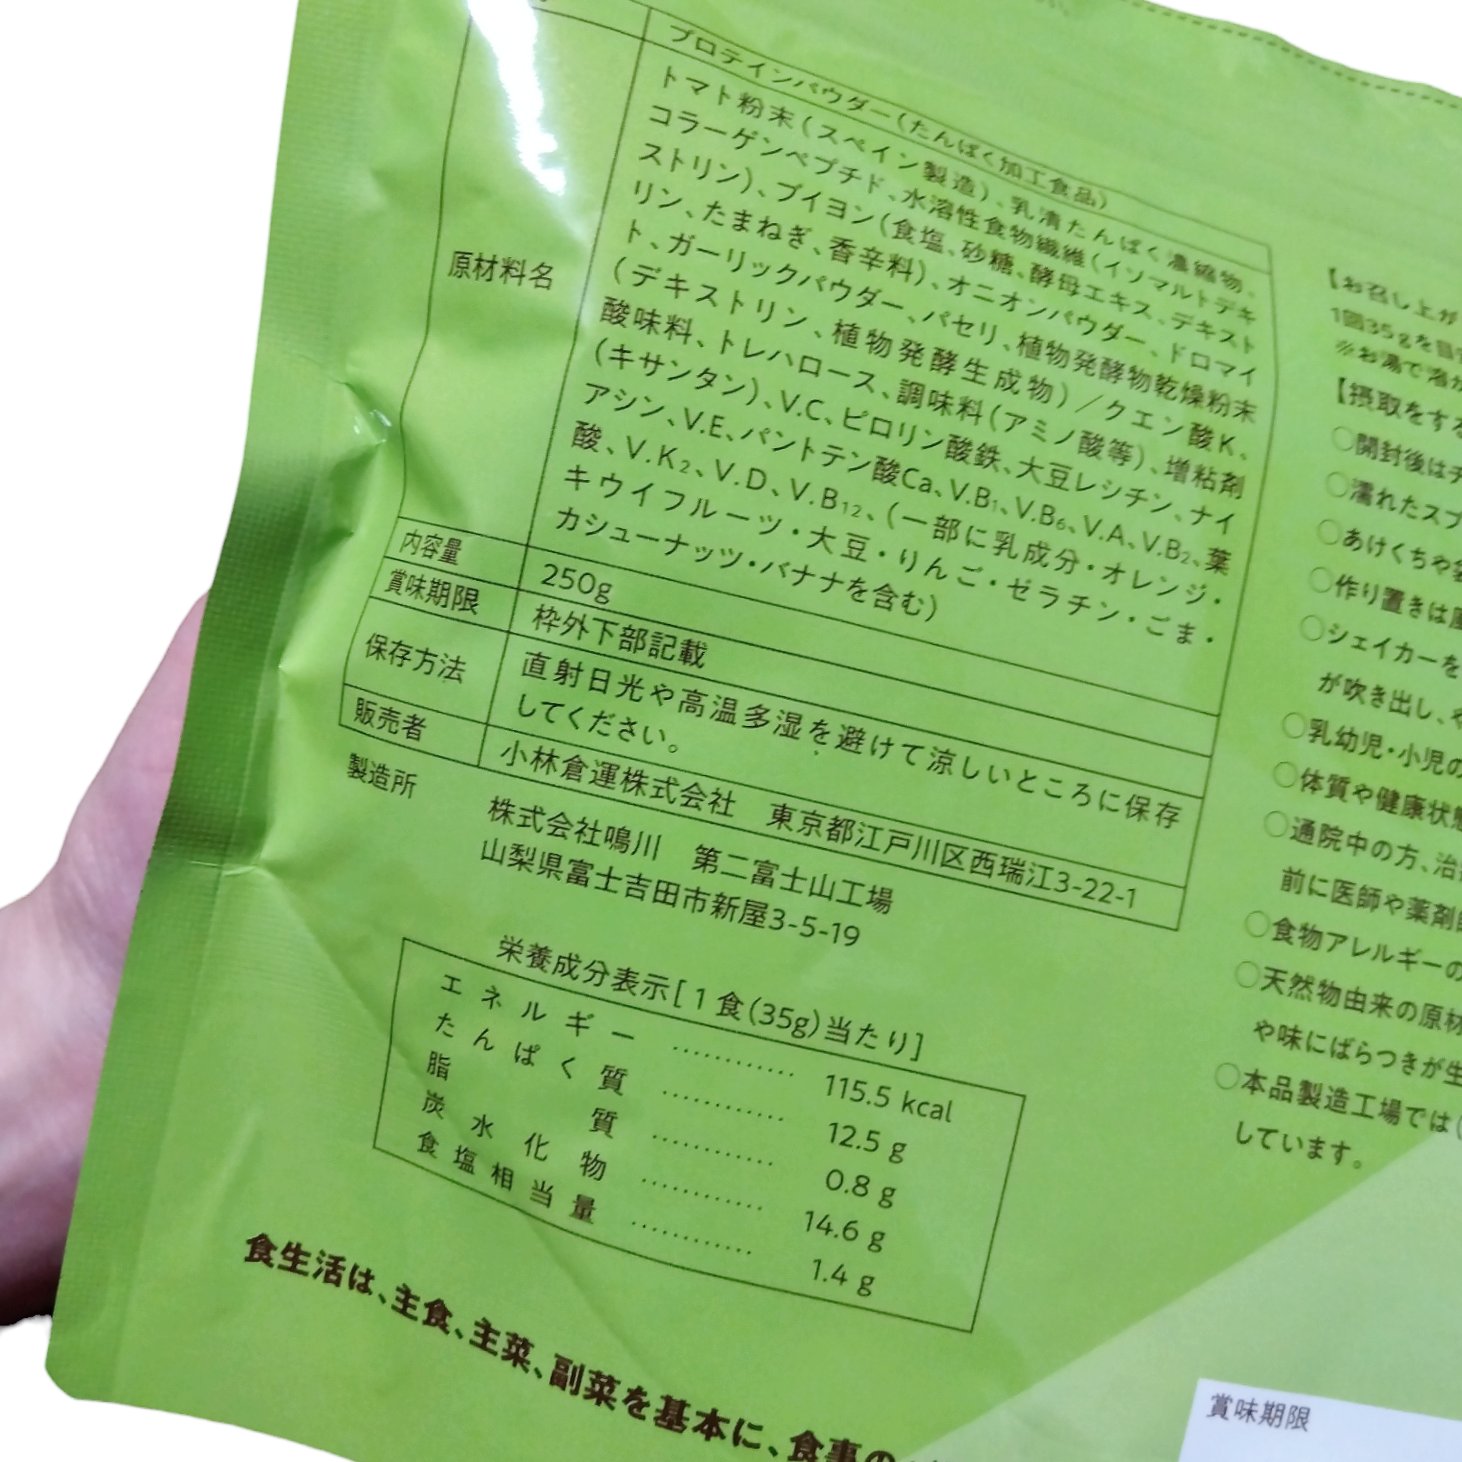 プロテインパウダー(たんぱく加工食品)
原材料名
トマト粉末(スペイン製造)、乳清たんぱく濃縮物、
コラーゲンペプチド、水溶性食物繊維(イソマルトデキ
ストリン)、ブイヨン(食塩、砂糖、酵母エキス、デキスト
リン、たまねぎ、香辛料)、オニオンパウダー、ドロマイ
ト、ガーリックパウダー、パセリ、植物発酵物乾燥粉末
(デキストリン、植物発酵生成物)/クエン酸K、
酸味料、トレハロース、調味料(アミノ酸等)、増粘剤
(キサンタン)、V.C、ピロリン酸鉄、大豆レシチン、ナイ
アシン、V.E、パントテン酸Ca、V.B₁、V.B₆、V.A、V.B₂、葉
酸、V.K₂、V.D、V.B₁₂、(一部に乳成分・オレンジ・
キウイフルーツ・大豆・りんご・ゼラチン・ごま・
カシューナッツ・バナナを含む)
内容量 250g
賞味期限 枠外下部記載
保存方法 直射日光や高温多湿を避けて涼しいところに保存
してください。
販売者 小林倉運株式会社 東京都江戸川区西瑞江3-22-1
製造所 株式会社鳴川 第二富士山工場
山梨県富士吉田市新屋3-5-19
栄養成分表示[1食(35g)当たり]
エネルギー ………… 115.5 kcal
たんぱく質 ………… 12.5 g
脂質 ………… 0.8 g
炭水化物 ………… 14.6 g
食塩相当量 ………… 1.4 g
食生活は、主食、主菜、副菜を基本に、食事の
【お召し上が
1回35gを目
※お湯で溶か
【摂取をする
○開封後はチ
○濡れたスプ
○あけくちや袋
○作り置きは
○シェイカーを
が吹き出し、や
○乳幼児・小児の
○体質や健康状態
○通院中の方、治
前に医師や薬剤師
○食物アレルギーの
○天然物由来の原材
や味にばらつきが生
○本品製造工場では(
しています。
賞味期限